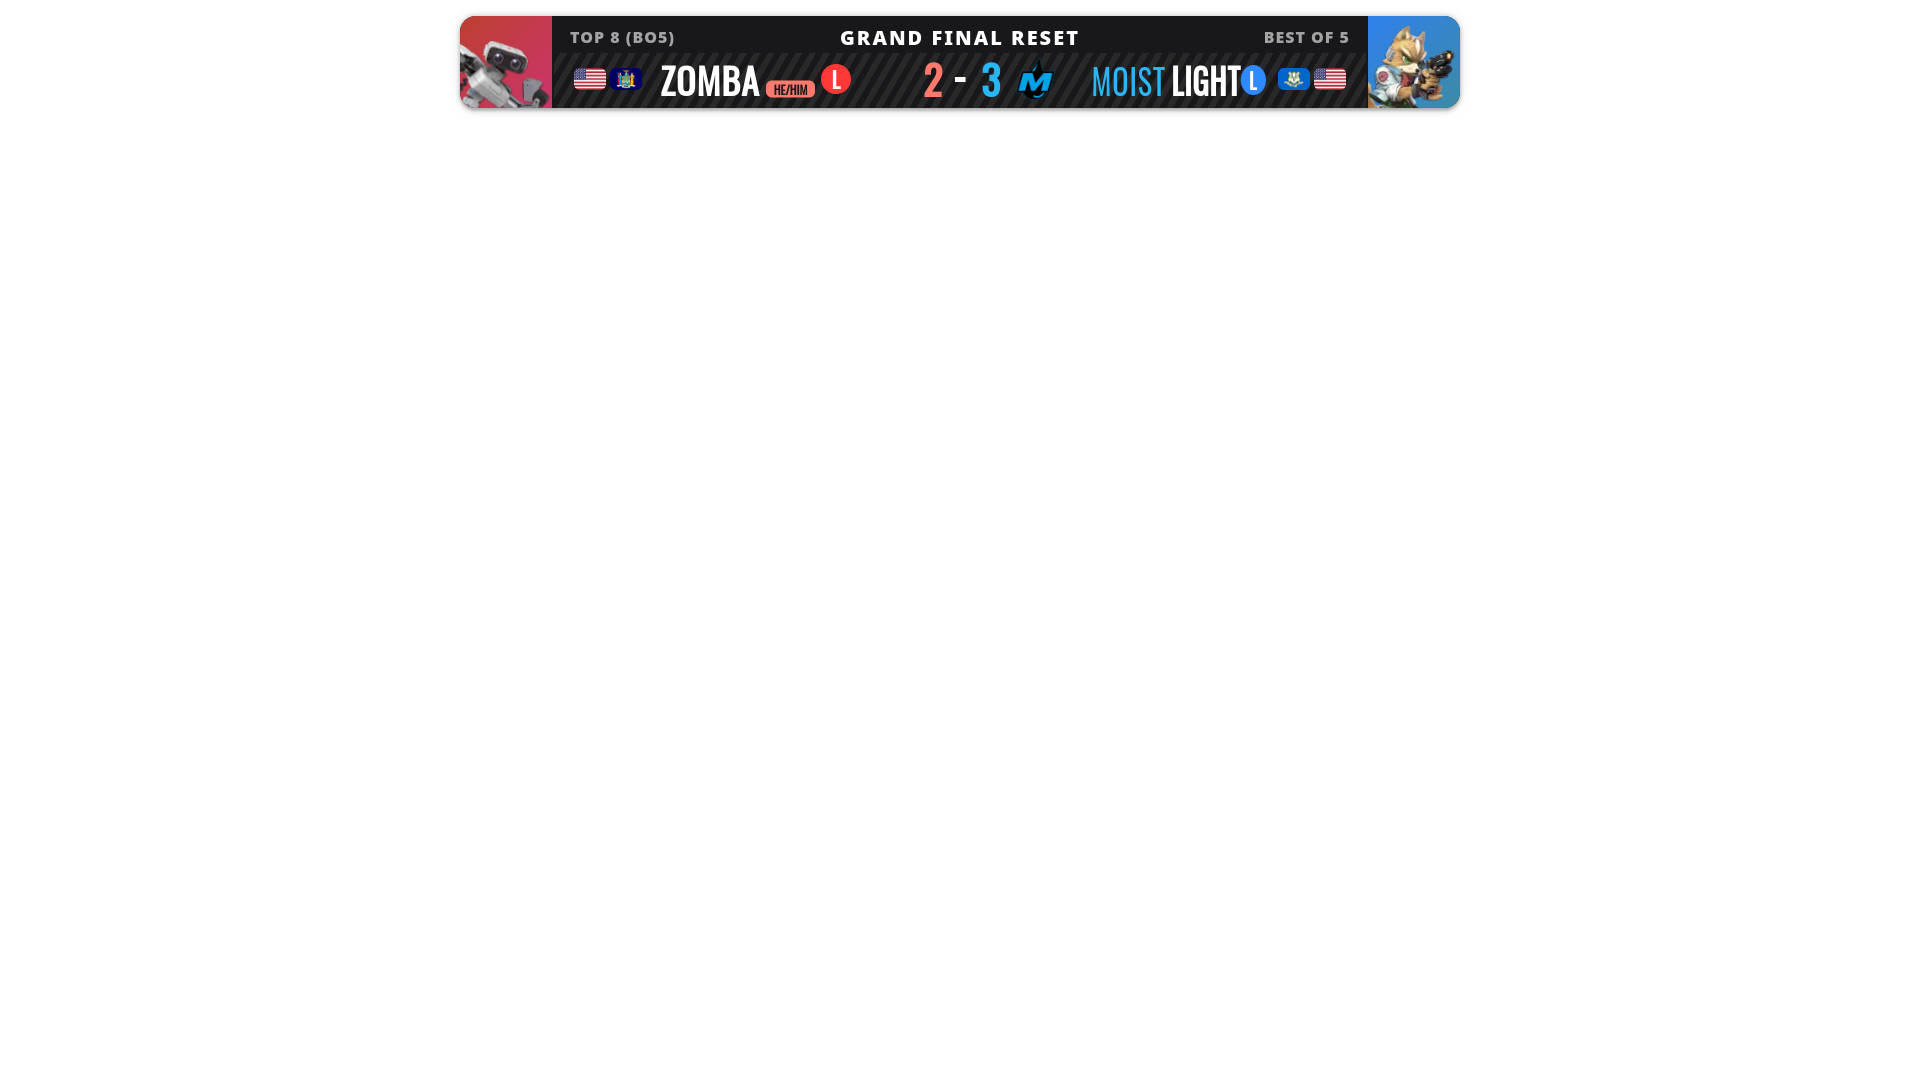 TOP 8 (BO5) GRAND FINAL RESET BEST OF 5
ZOMBA HE/HIM L 2 - 3 M MOIST LIGHT L